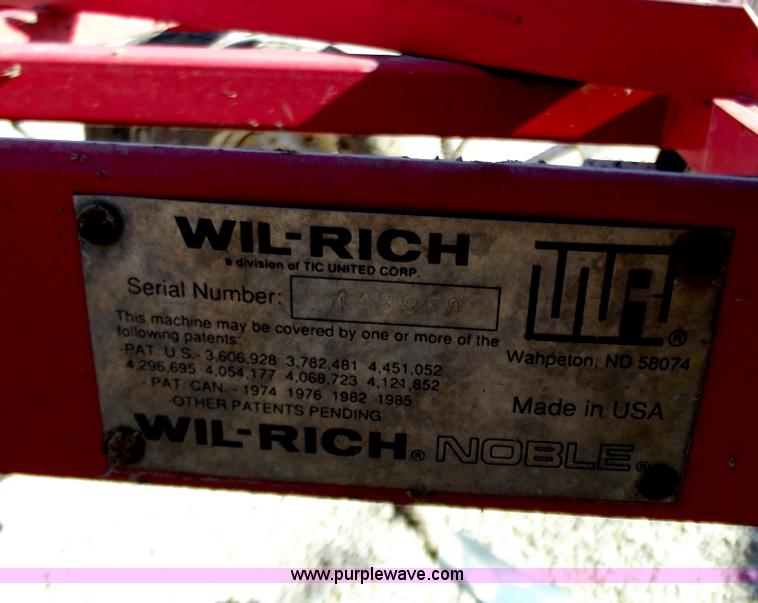 WIL-RICH
a division of TIC UNITED CORP.
Serial Number: 443959
This machine may be covered by one or more of the
following patents:
-PAT. U.S.- 3,606,928 3,782,481 4,451,052
4,296,695 4,054,177 4,068,723 4,121,852
- PAT. CAN. - 1974 1976 1982 1985
-OTHER PATENTS PENDING
WR®
Wahpeton, ND 58074
Made in USA
WIL-RICH® NOBLE®
www.purplewave.com